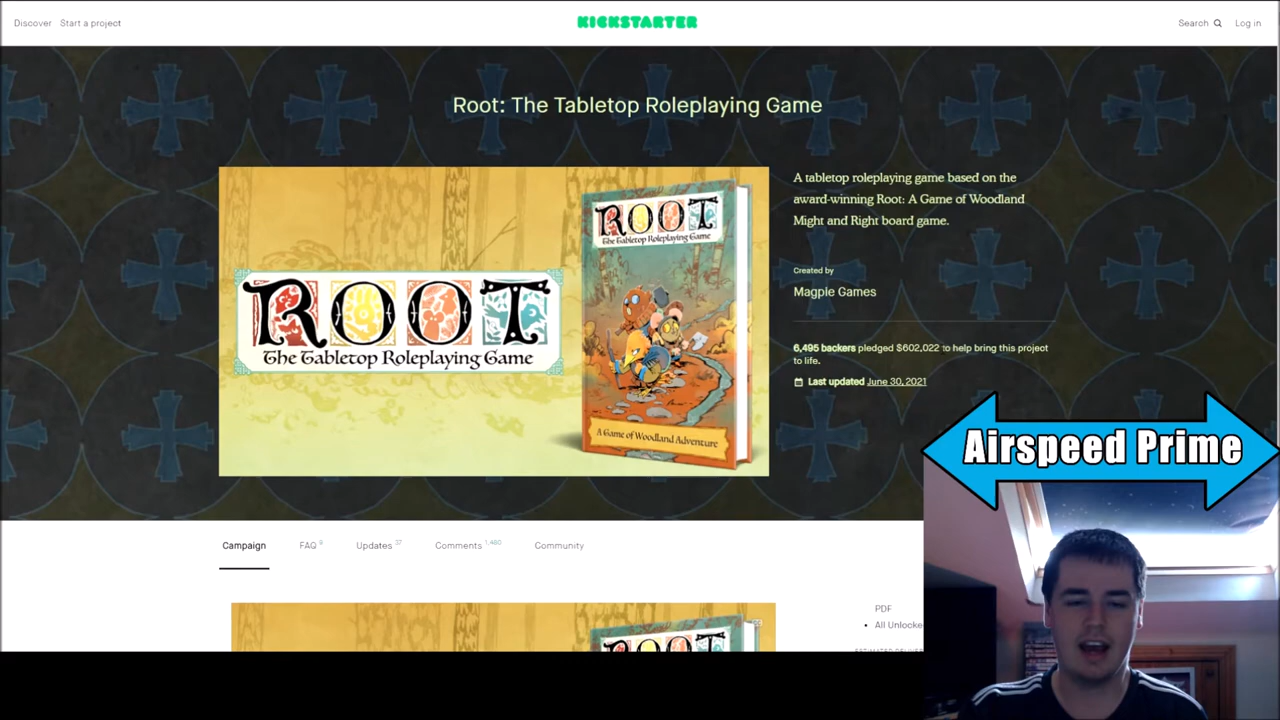 Discover Start a project
KICKSTARTER
Search Log in
Root: The Tabletop Roleplaying Game
ROOT
The Tabletop Roleplaying Game
ROOT
The Tabletop Roleplaying Game
A Game of Woodland Adventure
A tabletop roleplaying game based on the
award-winning Root: A Game of Woodland
Might and Right board game.
Created by
Magpie Games
6,495 backers pledged $602,022 to help bring this project
to life.
Last updated June 30, 2021
Airspeed Prime
Campaign FAQ Updates 37 Comments 1,460 Community
ROOT
PDF
All Unlocke